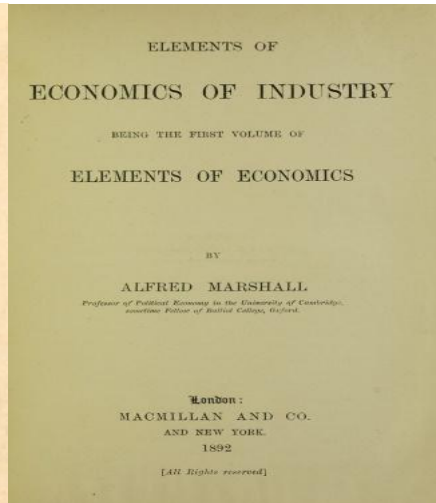 ELEMENTS OF
ECONOMICS OF INDUSTRY
BEING THE FIRST VOLUME OF
ELEMENTS OF ECONOMICS
BY
ALFRED MARSHALL
Professor of Political Economy in the University of Cambridge,
sometime Fellow of Balliol College, Oxford.
London:
MACMILLAN AND CO.
AND NEW YORK.
1892
[All Rights reserved]